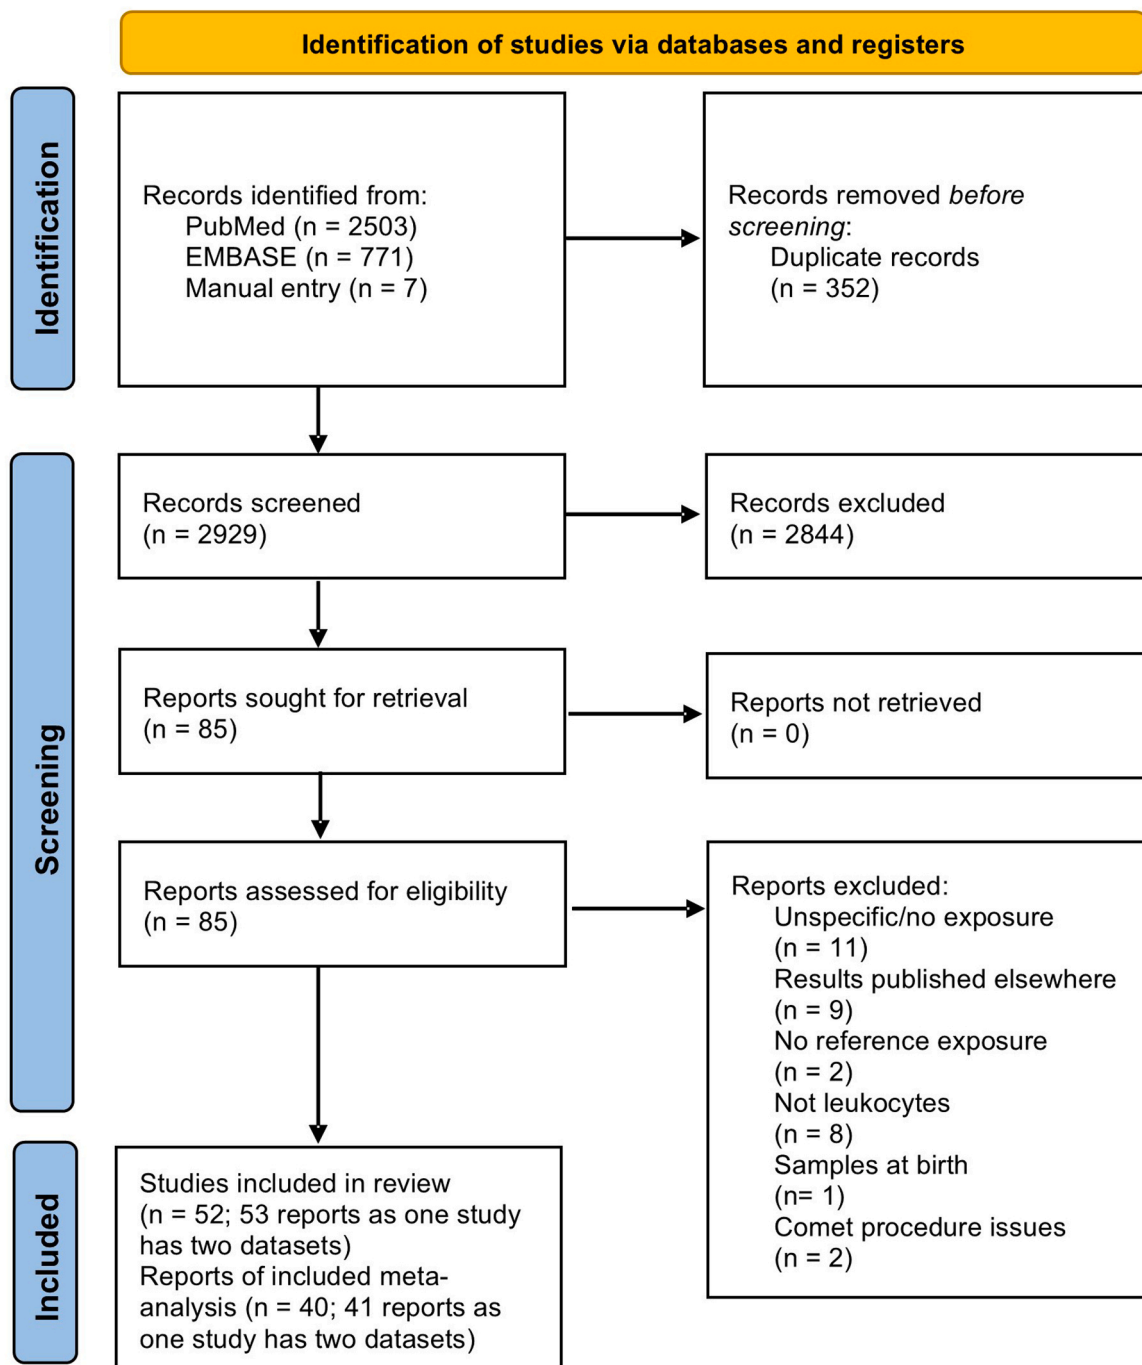 Identification of studies via databases and registers
Identification
Records identified from:
PubMed (n = 2503)
EMBASE (n = 771)
Manual entry (n = 7)
Records removed before
screening:
Duplicate records
(n = 352)
Screening
Records screened
(n = 2929)
Records excluded
(n = 2844)
Reports sought for retrieval
(n = 85)
Reports not retrieved
(n = 0)
Reports assessed for eligibility
(n = 85)
Reports excluded:
Unspecific/no exposure
(n = 11)
Results published elsewhere
(n = 9)
No reference exposure
(n = 2)
Not leukocytes
(n = 8)
Samples at birth
(n= 1)
Comet procedure issues
(n = 2)
Included
Studies included in review
(n = 52; 53 reports as one study
has two datasets)
Reports of included meta-
analysis (n = 40; 41 reports as
one study has two datasets)